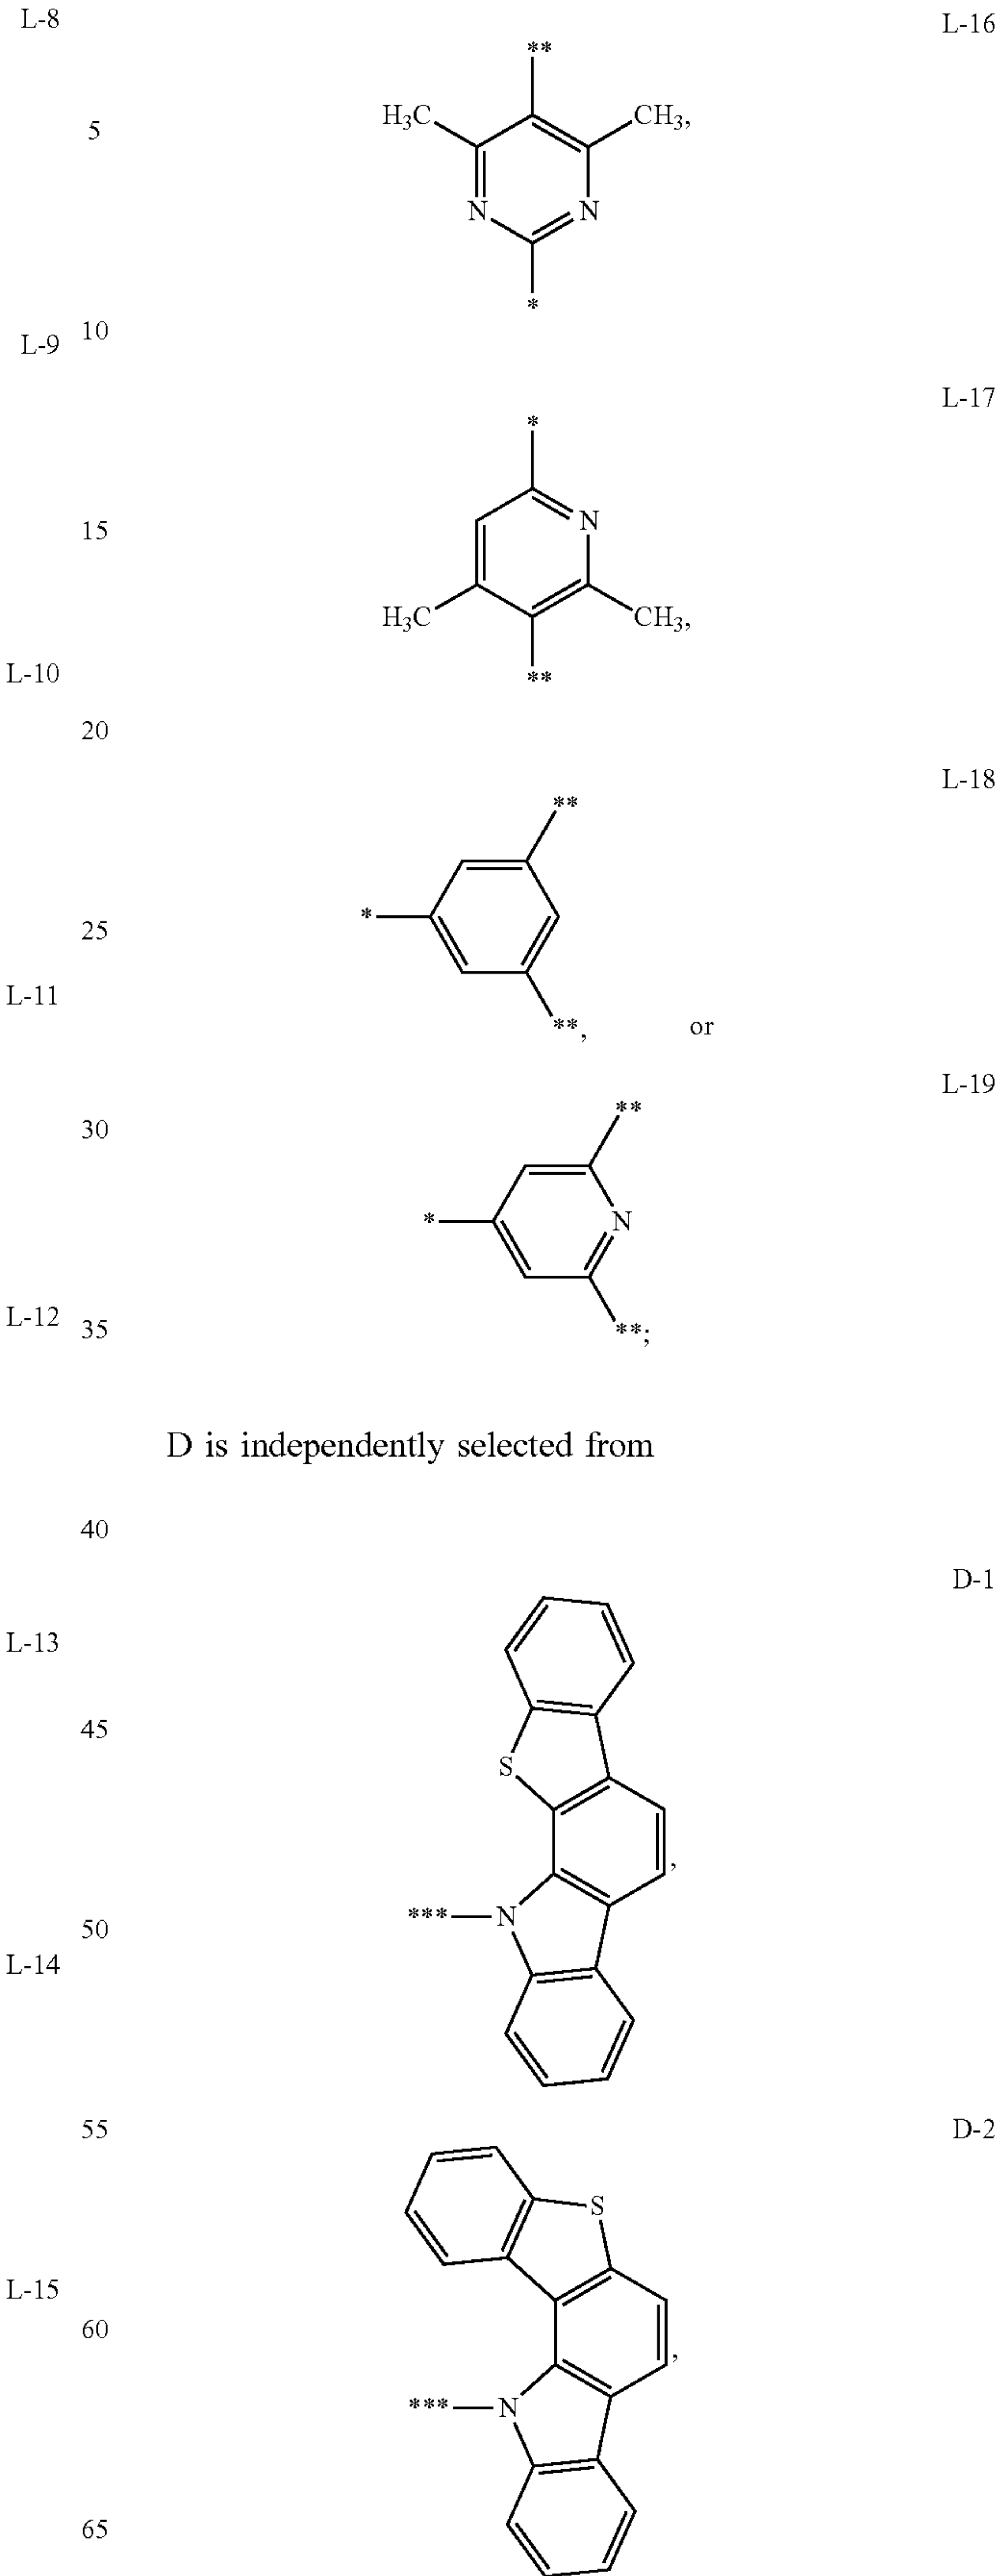 L-8
L-16
**
H₃C
CH₃,
5
N
N
*
10
L-9
L-17
*
15
N
H₃C
CH₃,
**
L-10
20
L-18
**
*
25
L-11
**,
or
L-19
**
30
*
N
L-12
35
**;
D is independently selected from
40
D-1
L-13
45
S
,
***
N
50
L-14
55
D-2
S
L-15
60
,
***
N
65